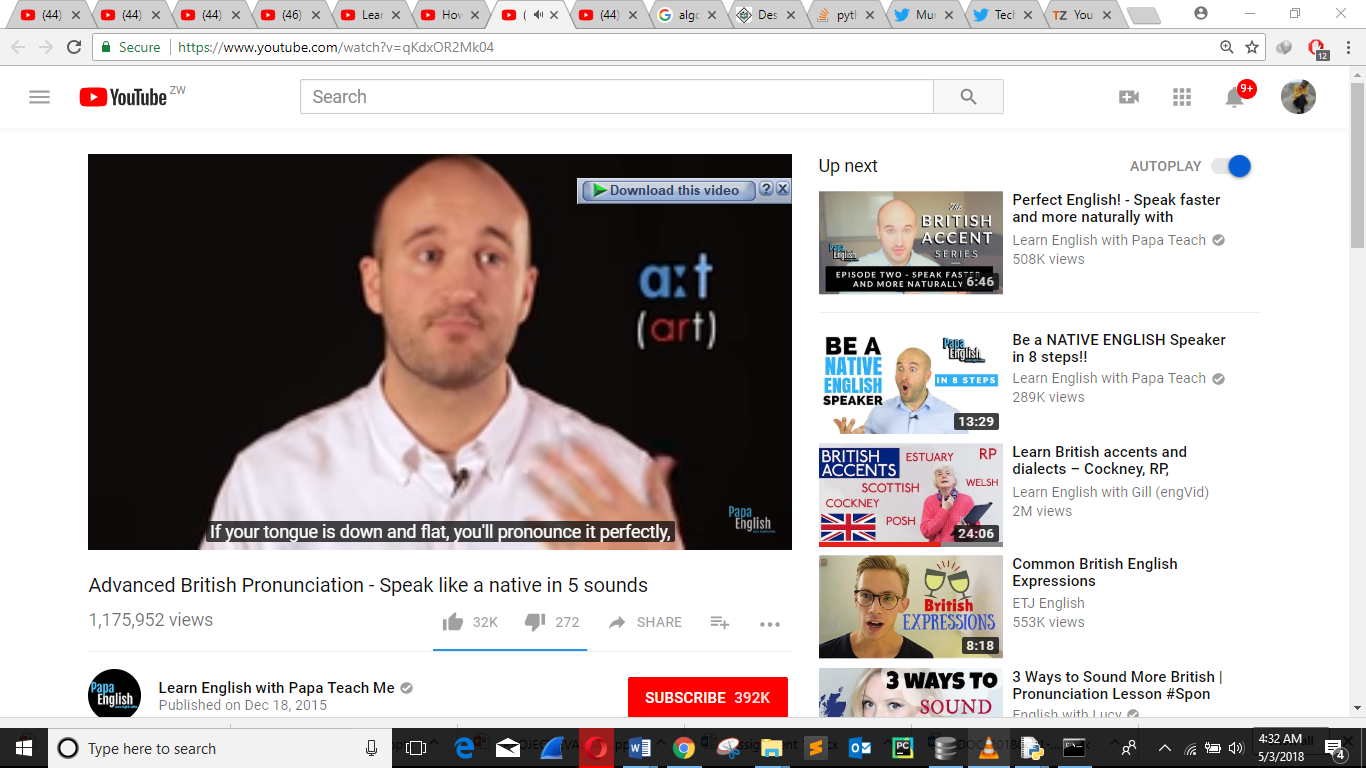 (44)
(44)
(44)
(46)
Lear
How
(
(44)
algo
Des
pyth
Mur
Tech
TZ You
Secure
https://www.youtube.com/watch?v=qKdxOR2Mk04
12
YouTube ZW
Search
9+
Download this video ?
a:t
(art)
Papa
English
If your tongue is down and flat, you'll pronounce it perfectly,
Advanced British Pronunciation - Speak like a native in 5 sounds
1,175,952 views
32K
272
SHARE
Papa
English
Learn English with Papa Teach Me
Published on Dec 18, 2015
SUBSCRIBE 392K
Up next
AUTOPLAY
The
BRITISH
ACCENT
SERIES
Papa
English
EPISODE TWO - SPEAK FASTER
AND MORE NATURALLY
6:46
Perfect English! - Speak faster
and more naturally with
Learn English with Papa Teach
508K views
BE A
NATIVE
ENGLISH
SPEAKER
Papa
English
IN 8 STEPS
13:29
Be a NATIVE ENGLISH Speaker
in 8 steps!!
Learn English with Papa Teach
289K views
BRITISH
ACCENTS
ESTUARY
RP
SCOTTISH
WELSH
COCKNEY
POSH
24:06
Learn British accents and
dialects – Cockney, RP,
Learn English with Gill (engVid)
2M views
British
EXPRESSIONS
8:18
Common British English
Expressions
ETJ English
553K views
3 WAYS TO
SOUND
3 Ways to Sound More British |
Pronunciation Lesson #Spon
English with Lucy
Type here to search
4:32 AM
5/3/2018
4